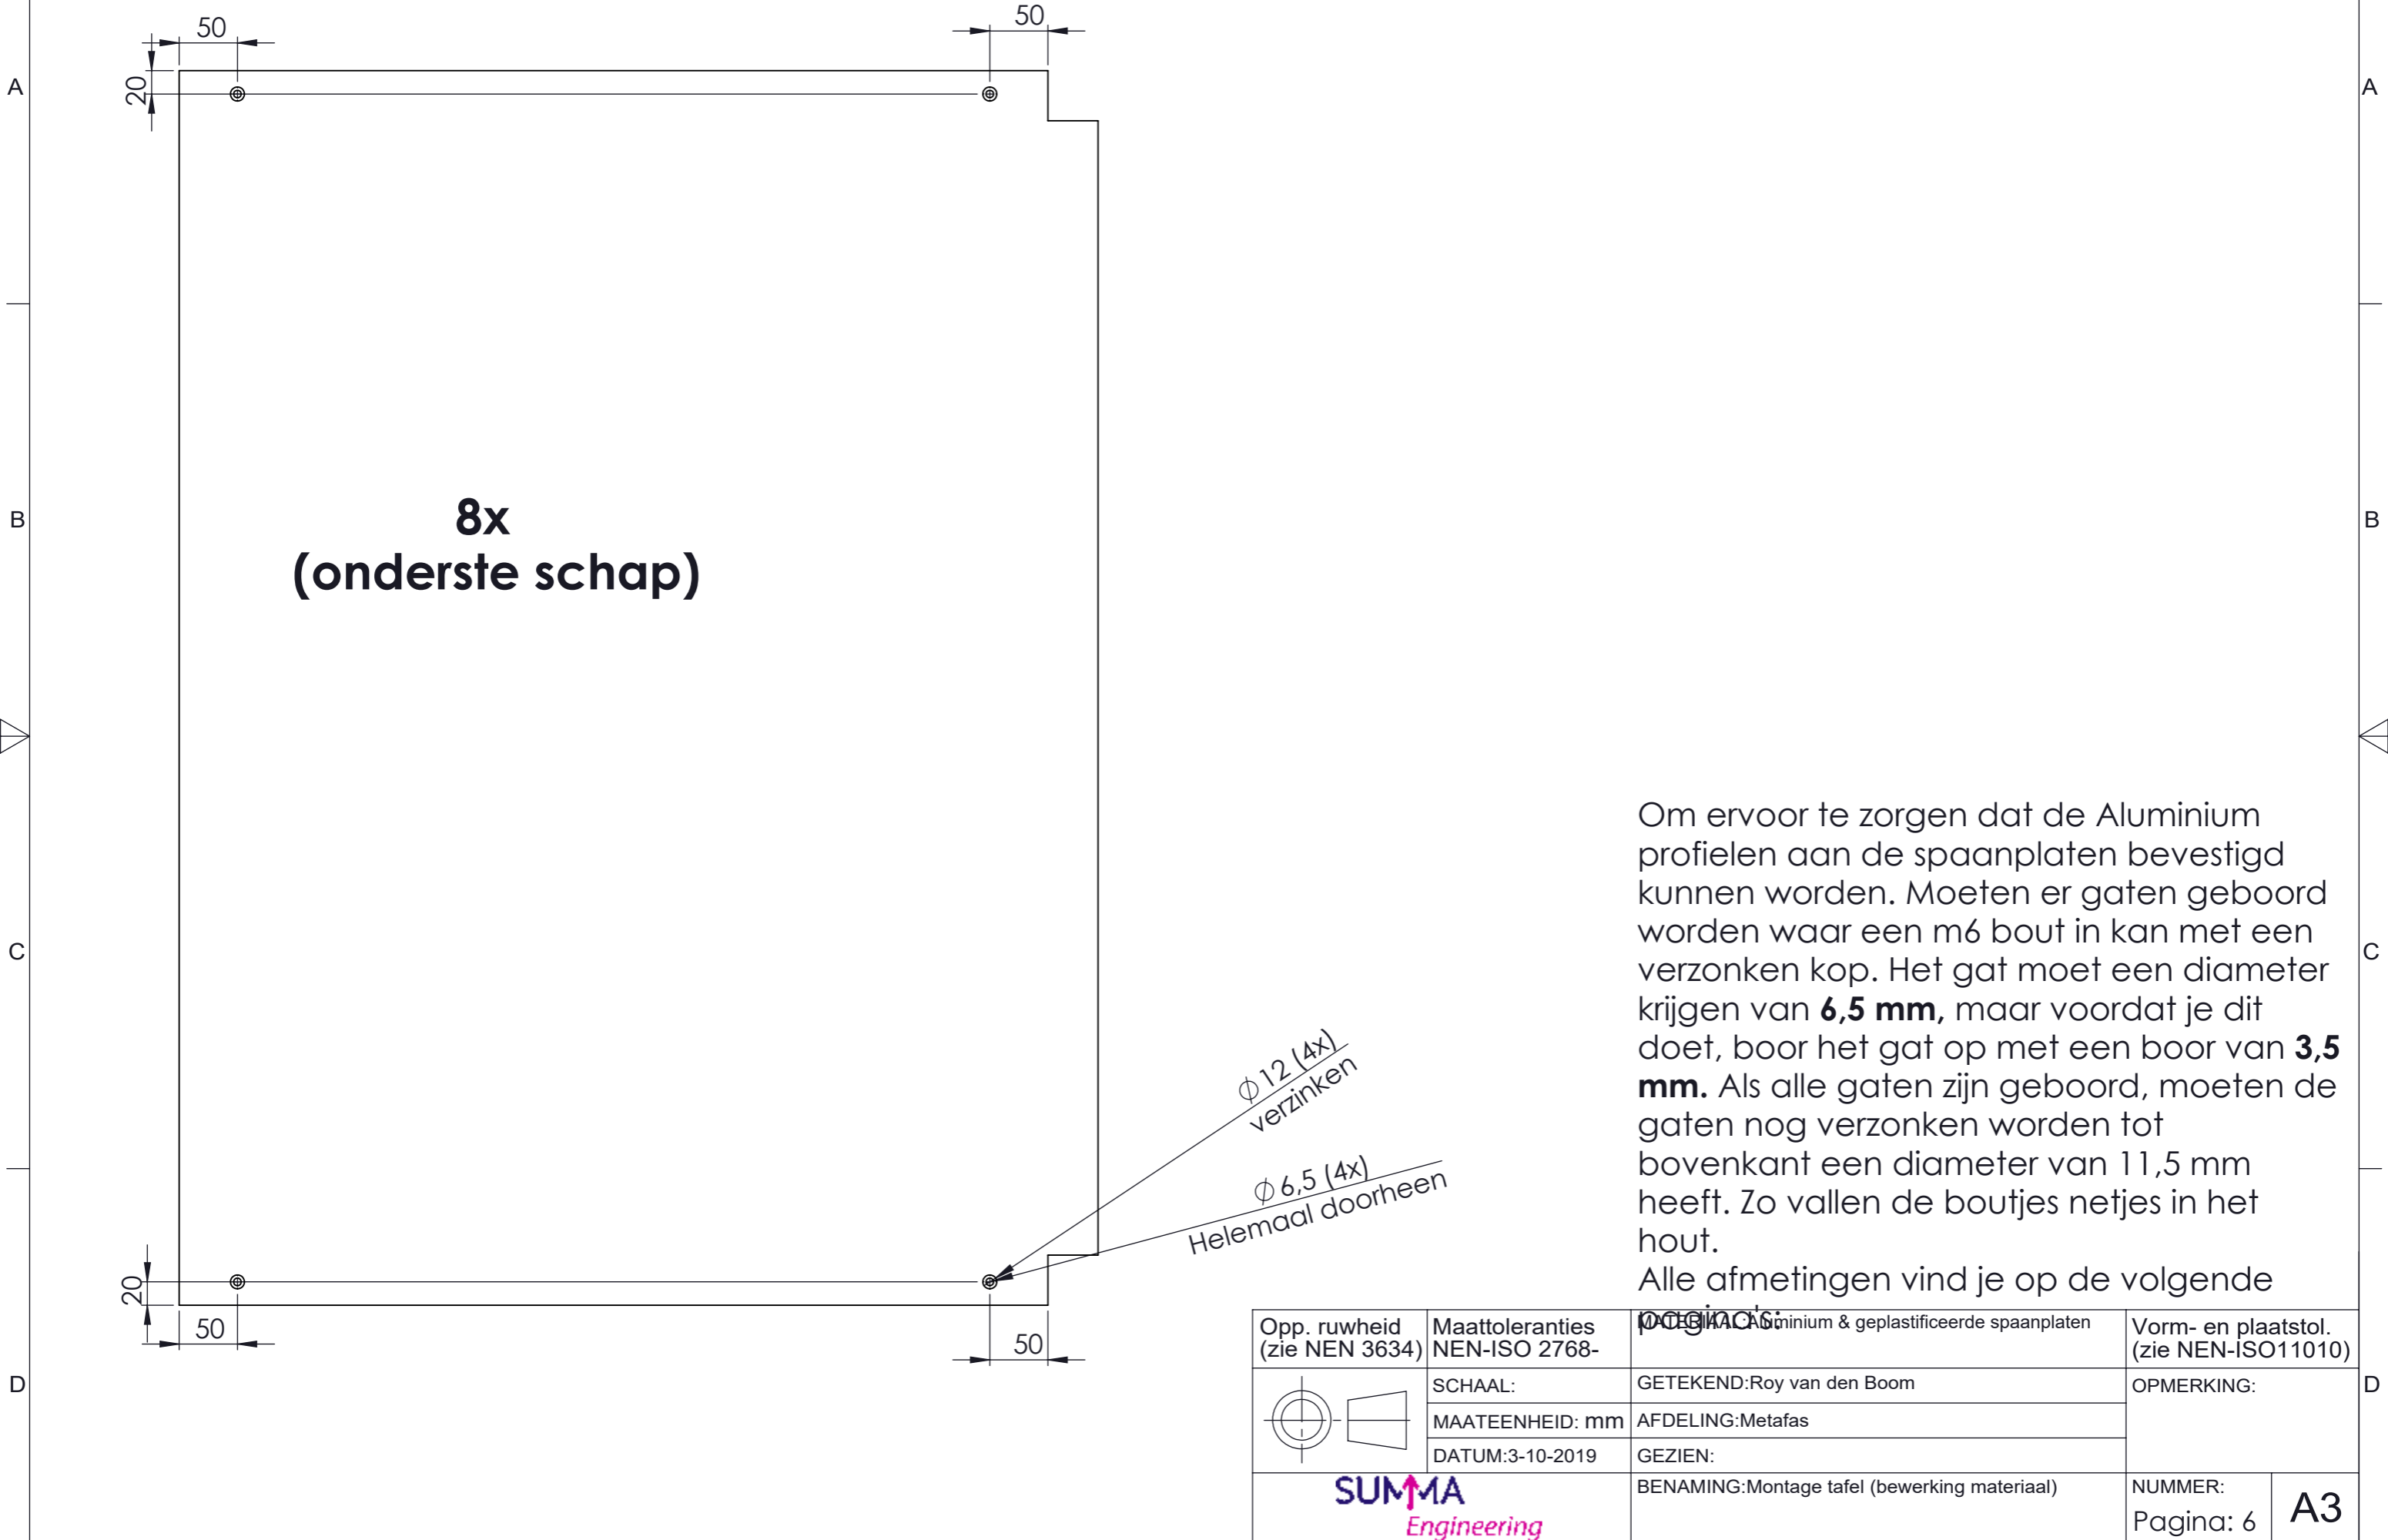 50
50
A
A
20
8x
B
B
(onderste schap)
Om ervoor te zorgen dat de Aluminium
profielen aan de spaanplaten bevestigd
kunnen worden. Moeten er gaten geboord
worden waar een m6 bout in kan met een
C
C
verzonken kop. Het gat moet een diameter
krijgen van 6,5 mm, maar voordat je dit
doet, boor het gat op met een boor van 3,5
mm. Als alle gaten zijn geboord, moeten de
gaten nog verzonken worden tot
bovenkant een diameter van 11,5 mm
heeft. Zo vallen de boutjes netjes in het
hout.
Alle afmetingen vind je op de volgende
pagina's:
⌀12 (4x)
verzinken
⌀6,5 (4x)
Helemaal doorheen
20
50
50
D
D
Opp. ruwheid
(zie NEN 3634)
Maattoleranties
NEN-ISO 2768-
MATERIAAL:Aluminium & geplastificeerde spaanplaten
Vorm- en plaatstol.
(zie NEN-ISO11010)
SCHAAL:
GETEKEND:Roy van den Boom
OPMERKING:
MAATEENHEID: mm
AFDELING:Metafas
DATUM:3-10-2019
GEZIEN:
SUMMA
Engineering
BENAMING:Montage tafel (bewerking materiaal)
NUMMER:
Pagina: 6
A3